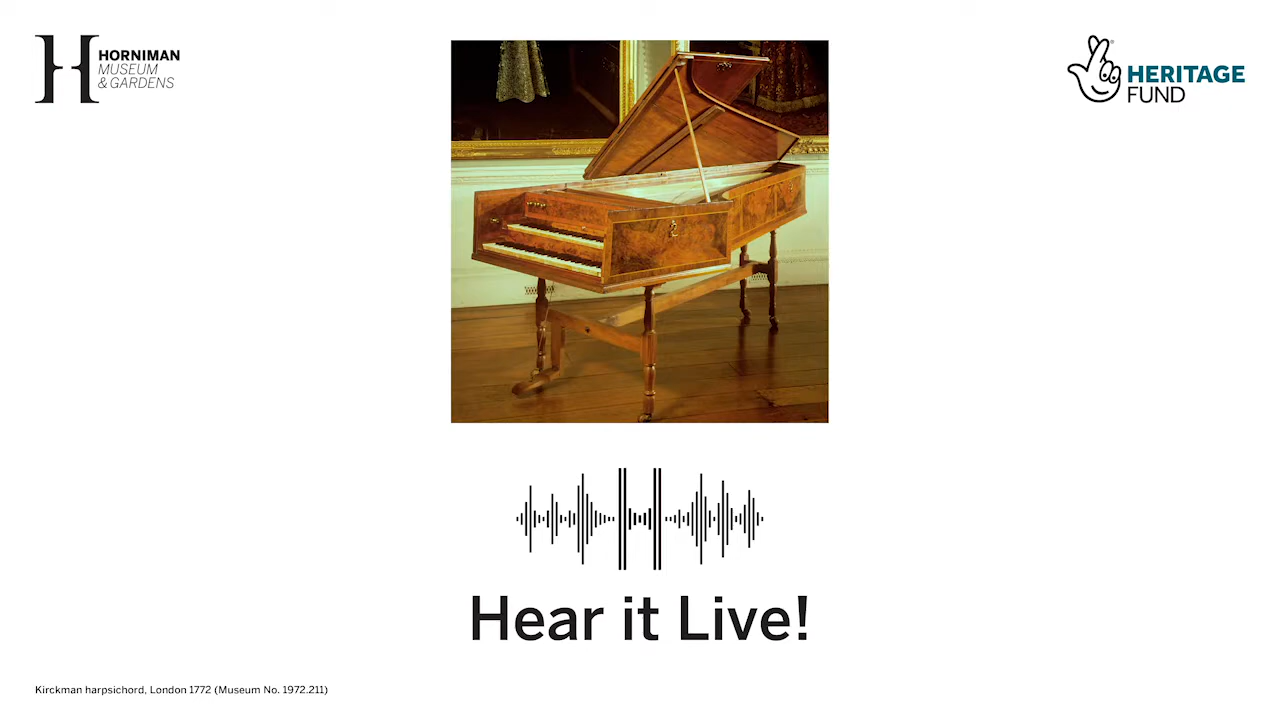 HORNIMAN
MUSEUM
& GARDENS
HERITAGE
FUND
Hear it Live!
Kirckman harpsichord, London 1772 (Museum No. 1972.211)